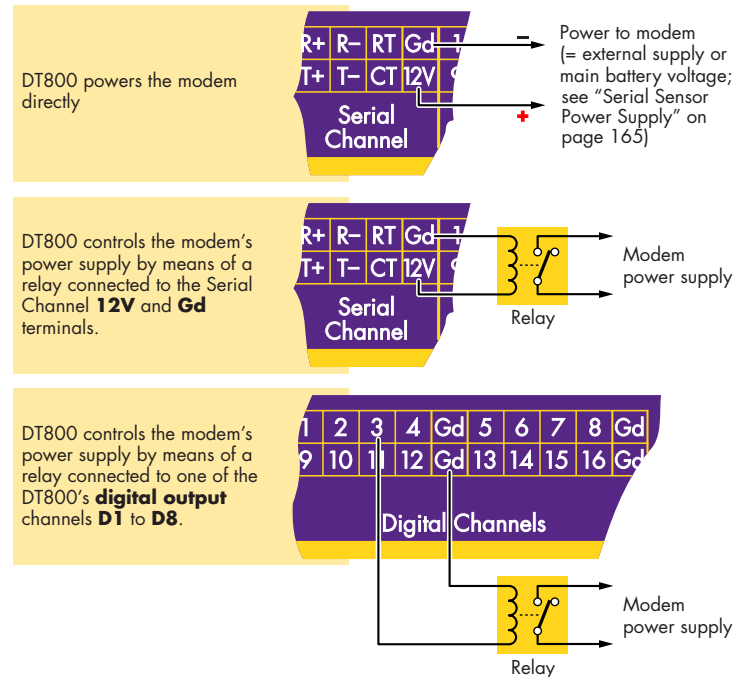 DT800 powers the modem
directly
R+ R− RT Gd 1
T+ T− CT 12V 9
Serial
Channel
−
+
Power to modem
(= external supply or
main battery voltage;
see “Serial Sensor
Power Supply” on
page 165)
DT800 controls the modem’s
power supply by means of a
relay connected to the Serial
Channel 12V and Gd
terminals.
R+ R− RT Gd 1
T+ T− CT 12V 9
Serial
Channel
Relay
Modem
power supply
DT800 controls the modem’s
power supply by means of a
relay connected to one of the
DT800’s digital output
channels D1 to D8.
1 2 3 4 Gd 5 6 7 8 Gd
9 10 11 12 Gd 13 14 15 16 Gd
Digital Channels
Relay
Modem
power supply